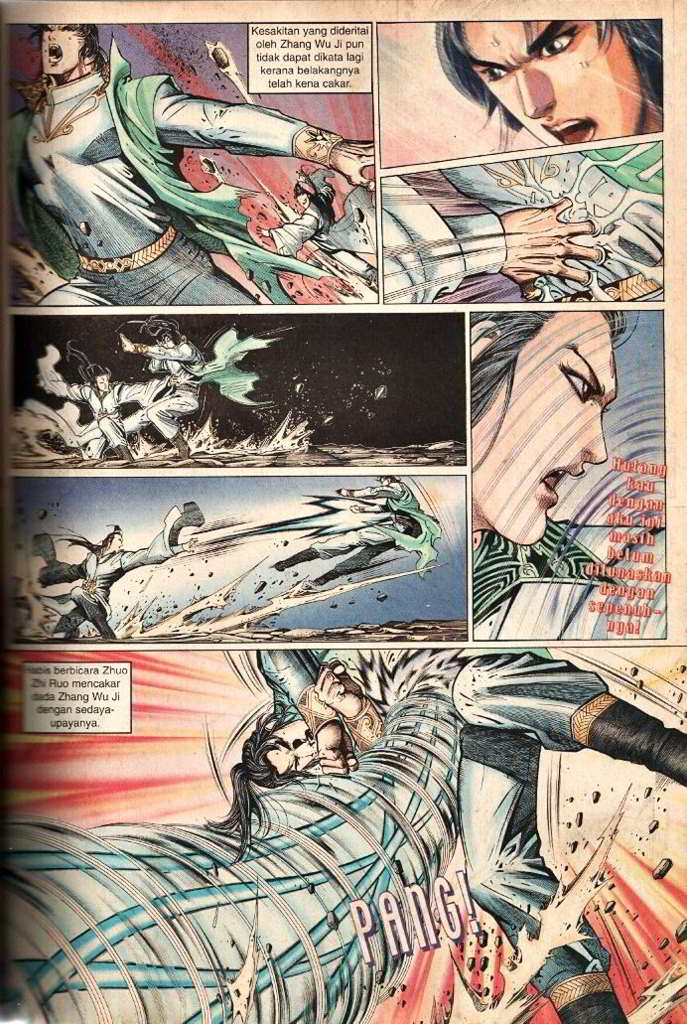 Kesakitan yang dideritai
oleh Zhang Wu Ji pun
tidak dapat dikata lagi
kerana belakangnya
telah kena cakar.
Hutang
kau
dengan
aku
masih
belum
dilunaskan
dengan
sepenuh-
nya!
Habis berbicara Zhuo
Zhi Ruo mencakar
dada Zhang Wu Ji
dengan sedaya-
upayanya.
PANG!